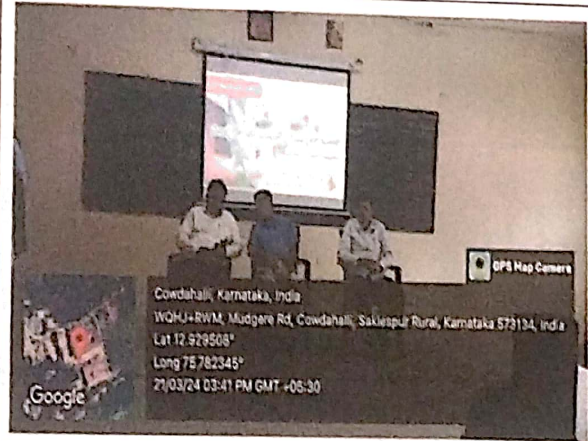 GPS Map Camera
Cowdahalli, Karnataka, India
WQHJ+RWM, Mudgere Rd, Cowdahalli, Saklespur Rural, Karnataka 573134, India
Lat 12.929508°
Long 75.782345°
21/03/24 03:41 PM GMT +05:30
Google